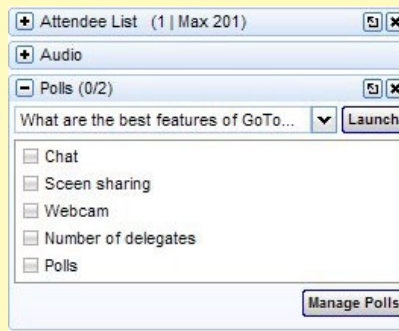 Attendee List (1 | Max 201)
Audio
Polls (0/2)
What are the best features of GoTo...
Launch
Chat
Sceen sharing
Webcam
Number of delegates
Polls
Manage Polls